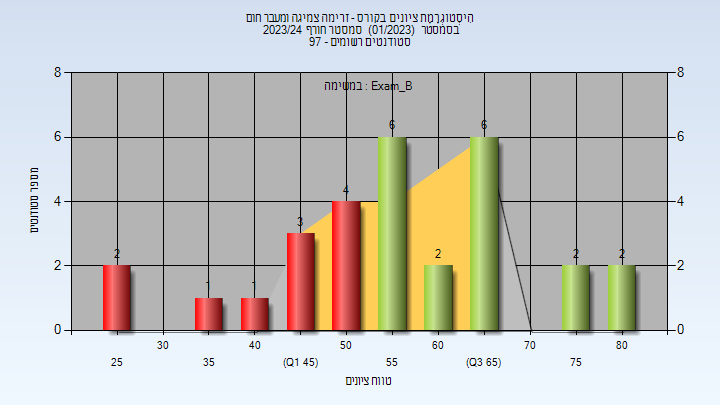 היסטוגרמת ציונים בקורס - זרימה צמיגה ומעבר חום
בסמסטר (01/2023) סמסטר חורף 2023/24
סטודנטים רשומים - 97
במשימה : Exam_B
מספר סטודנטים
8 8
6 6
4 4
2 2
0 0
2 1 1 3 4 6 2 6 2 2
30 40 50 60 70 80
25 35 (Q1 45) 55 (Q3 65) 75
טווח ציונים